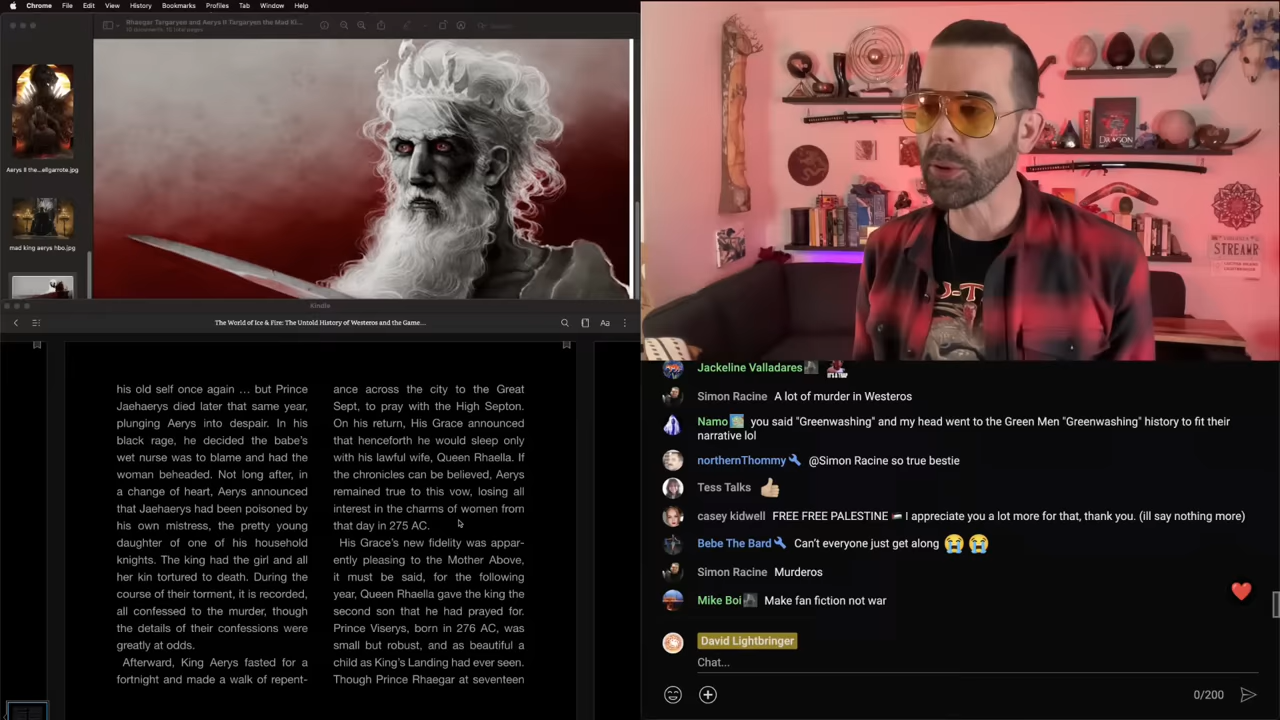 Chrome File Edit View History Bookmarks Profiles Tab Window Help
Rhaegar Targaryen and Aerys II Targaryen the Mad Ki...
Aerys II the...ellgarrote.jpg
mad king aerys hbo.jpg
Kindle
The World of Ice & Fire: The Untold History of Westeros and the Game...
Aa
his old self once again ... but Prince
Jaehaerys died later that same year,
plunging Aerys into despair. In his
black rage, he decided the babe's
wet nurse was to blame and had the
woman beheaded. Not long after, in
a change of heart, Aerys announced
that Jaehaerys had been poisoned by
his own mistress, the pretty young
daughter of one of his household
knights. The king had the girl and all
her kin tortured to death. During the
course of their torment, it is recorded,
all confessed to the murder, though
the details of their confessions were
greatly at odds.
Afterward, King Aerys fasted for a
fortnight and made a walk of repent-
ance across the city to the Great
Sept, to pray with the High Septon.
On his return, His Grace announced
that henceforth he would sleep only
with his lawful wife, Queen Rhaella. If
the chronicles can be believed, Aerys
remained true to this vow, losing all
interest in the charms of women from
that day in 275 AC.
His Grace's new fidelity was appar-
ently pleasing to the Mother Above,
it must be said, for the following
year, Queen Rhaella gave the king the
second son that he had prayed for.
Prince Viserys, born in 276 AC, was
small but robust, and as beautiful a
child as King's Landing had ever seen.
Though Prince Rhaegar at seventeen
DRAGON
STREAMR
Jackeline Valladares
Simon Racine A lot of murder in Westeros
Namo you said "Greenwashing" and my head went to the Green Men "Greenwashing" history to fit their
narrative lol
northernThommy @Simon Racine so true bestie
Tess Talks
casey kidwell FREE FREE PALESTINE I appreciate you a lot more for that, thank you. (ill say nothing more)
Bebe The Bard Can't everyone just get along
Simon Racine Murderos
Mike Boi Make fan fiction not war
David Lightbringer
Chat...
0/200